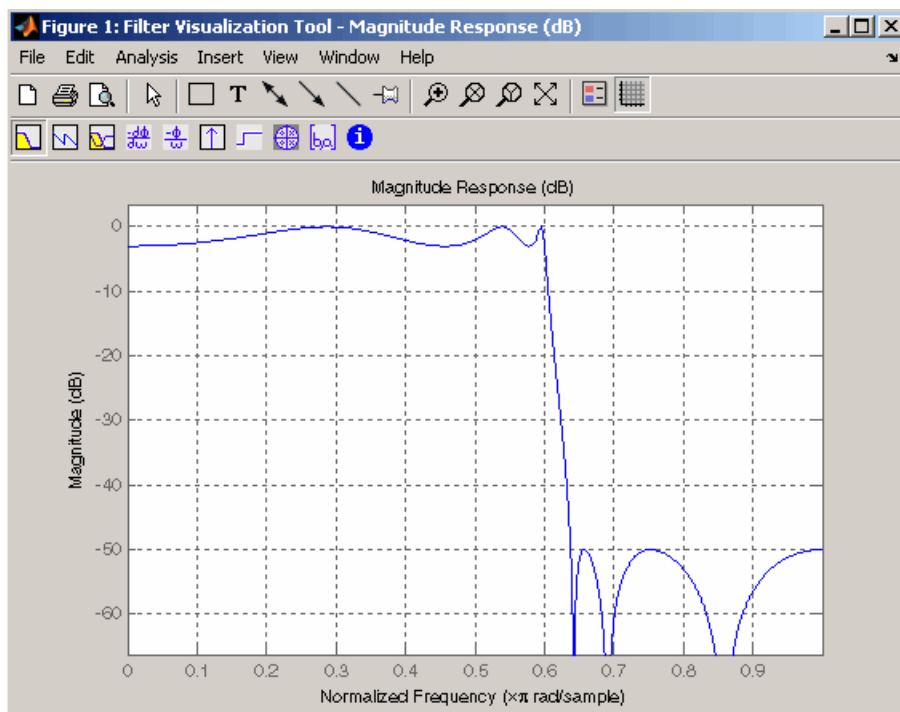 Figure 1: Filter Visualization Tool - Magnitude Response (dB)
File Edit Analysis Insert View Window Help
T
Magnitude Response (dB)
0
-10
-20
-30
-40
-50
-60
Magnitude (dB)
0 0.1 0.2 0.3 0.4 0.5 0.6 0.7 0.8 0.9
Normalized Frequency (×π rad/sample)